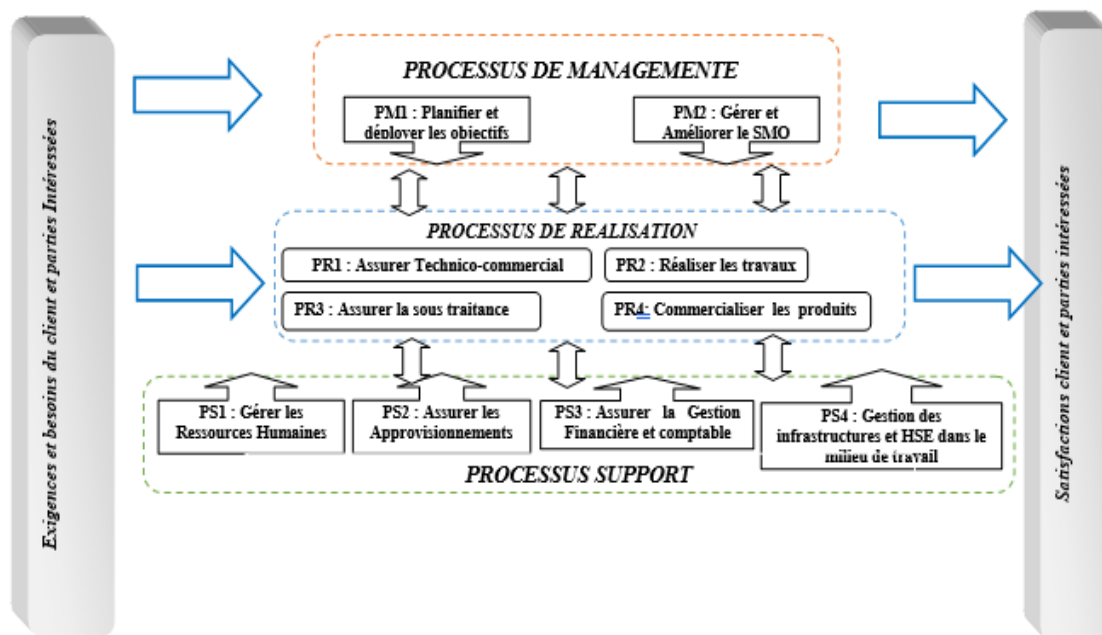 Exigences et besoins du client et parties Intéressées
PROCESSUS DE MANAGEMENTE
PM1 : Planifier et
déployer les objectifs
PM2 : Gérer et
Améliorer le SMO
PROCESSUS DE REALISATION
PR1 : Assurer Technico-commercial
PR2 : Réaliser les travaux
PR3 : Assurer la sous traitance
PR4: Commercialiser les produits
PS1 : Gérer les
Ressources Humaines
PS2 : Assurer les
Approvisionnements
PS3 : Assurer la Gestion
Financière et comptable
PS4 : Gestion des
infrastructures et HSE dans le
milieu de travail
PROCESSUS SUPPORT
Satisfactions client et parties intéressées